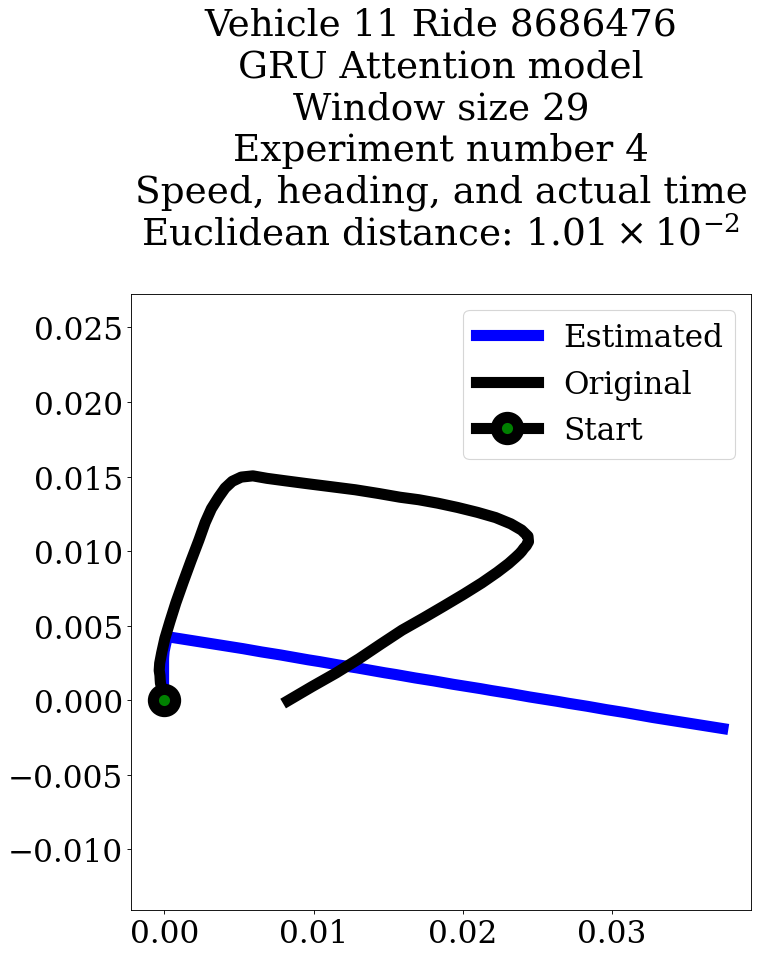 Vehicle 11 Ride 8686476
GRU Attention model
Window size 29
Experiment number 4
Speed, heading, and actual time
Euclidean distance: 1.01 × 10⁻²
Estimated
Original
Start
0.025
0.020
0.015
0.010
0.005
0.000
−0.005
−0.010
0.00 0.01 0.02 0.03